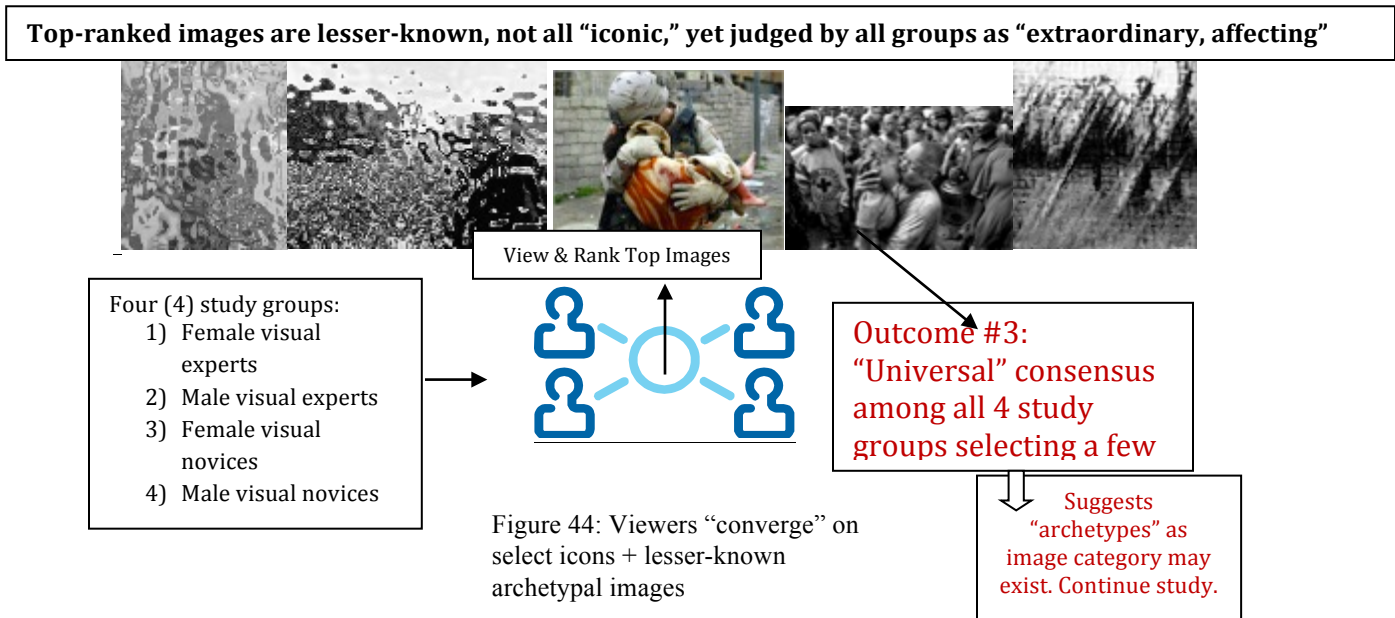 Top-ranked images are lesser-known, not all “iconic,” yet judged by all groups as “extraordinary, affecting”
View & Rank Top Images
Four (4) study groups:
1) Female visual
experts
2) Male visual experts
3) Female visual
novices
4) Male visual novices
Outcome #3:
“Universal” consensus
among all 4 study
groups selecting a few
Suggests
“archetypes” as
image category may
exist. Continue study.
Figure 44: Viewers “converge” on
select icons + lesser-known
archetypal images